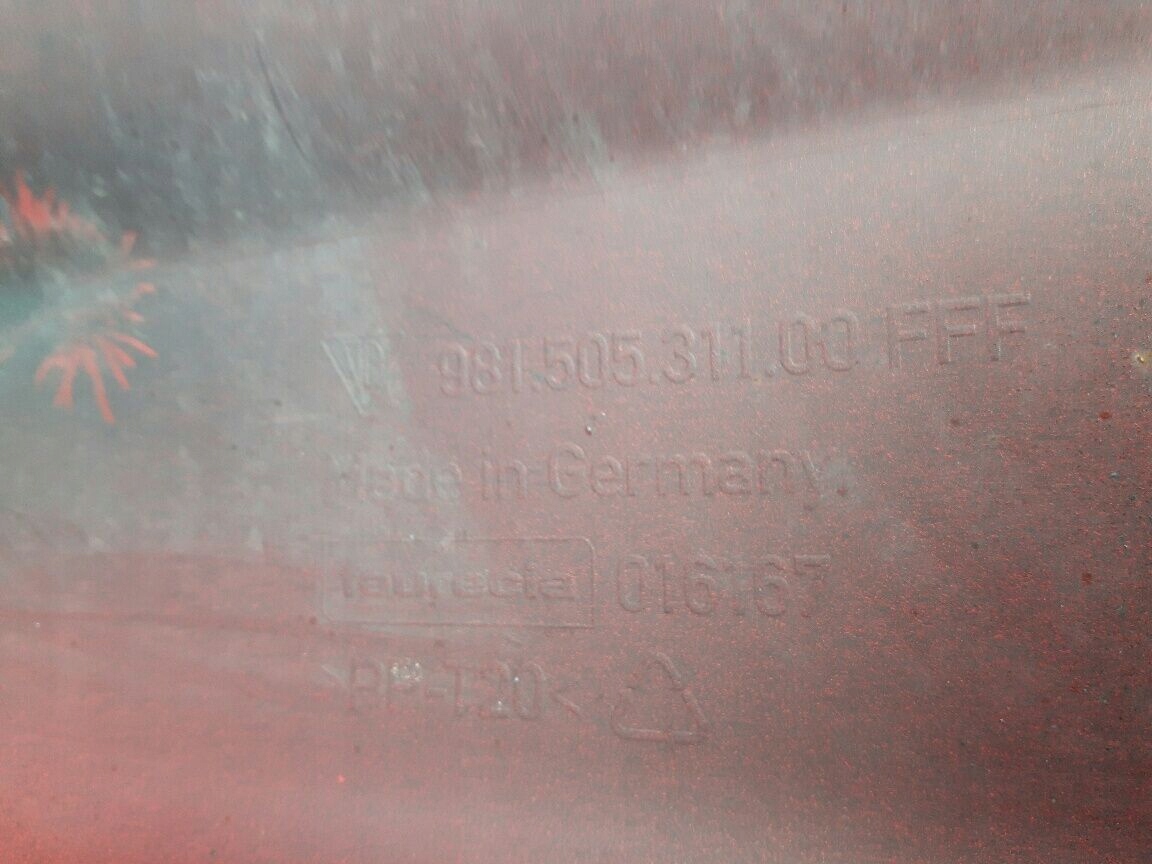 981.505.311.00 FFF
Made in Germany
faurecia 016167
>PP-T20<